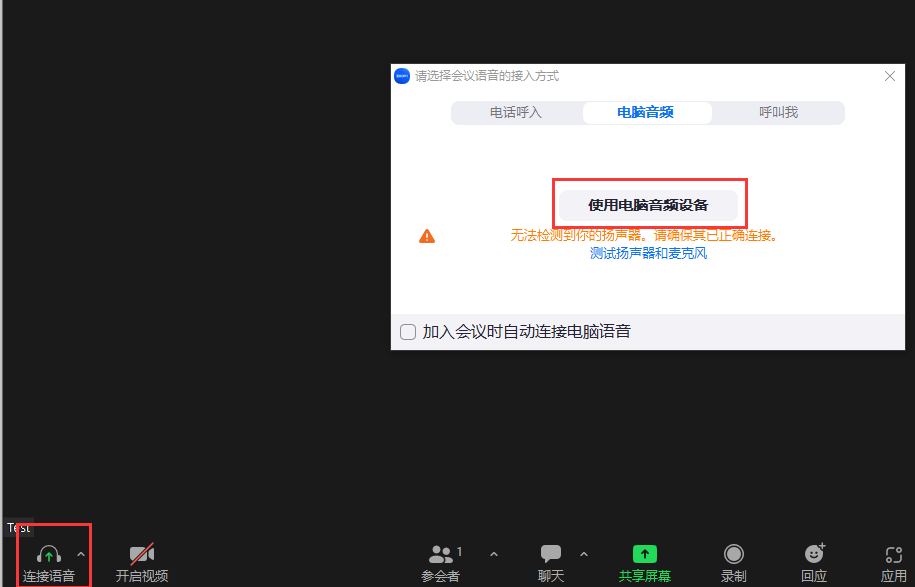 请选择会议语音的接入方式
电话呼入 电脑音频 呼叫我
使用电脑音频设备
无法检测到你的扬声器。请确保其已正确连接。
测试扬声器和麦克风
加入会议时自动连接电脑语音
Test
1
连接语音 开启视频 参会者 聊天 共享屏幕 录制 回应 应用